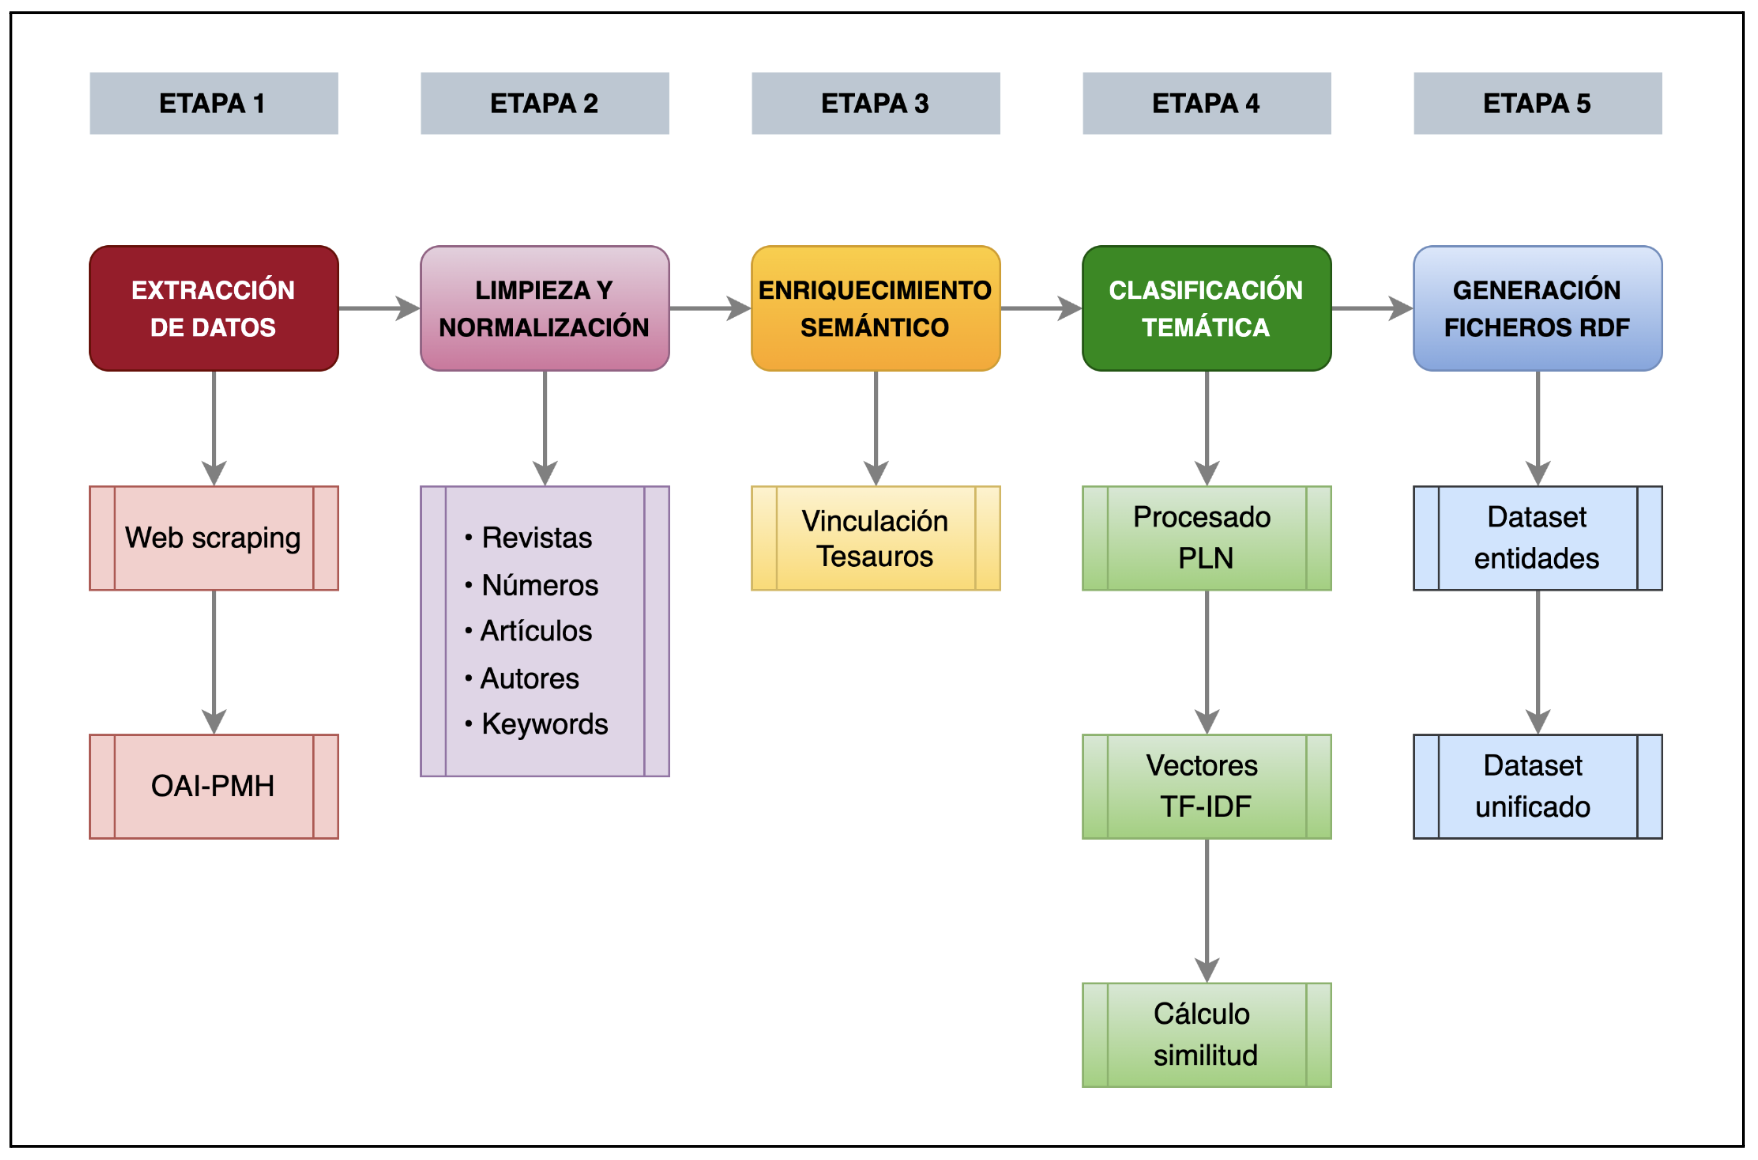 ETAPA 1
ETAPA 2
ETAPA 3
ETAPA 4
ETAPA 5
EXTRACCIÓN
DE DATOS
LIMPIEZA Y
NORMALIZACIÓN
ENRIQUECIMIENTO
SEMÁNTICO
CLASIFICACIÓN
TEMÁTICA
GENERACIÓN
FICHEROS RDF
Web scraping
OAI-PMH
• Revistas
• Números
• Artículos
• Autores
• Keywords
Vinculación
Tesauros
Procesado
PLN
Vectores
TF-IDF
Cálculo
similitud
Dataset
entidades
Dataset
unificado